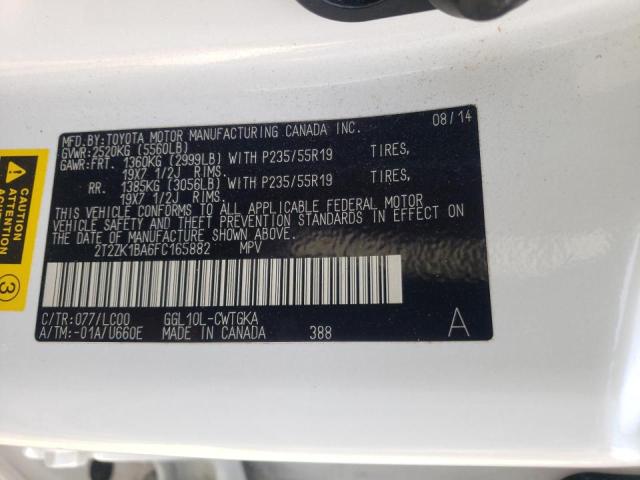 MFD.BY:TOYOTA MOTOR MANUFACTURING CANADA INC. 08/14
GVWR:2520KG (5560LB)
GAWR:FRT. 1360KG (2999LB) WITH P235/55R19 TIRES,
19X7 1/2J RIMS.
RR. 1385KG (3056LB) WITH P235/55R19 TIRES,
19X7 1/2J RIMS.
THIS VEHICLE CONFORMS TO ALL APPLICABLE FEDERAL MOTOR
VEHICLE SAFETY AND THEFT PREVENTION STANDARDS IN EFFECT
ON THE DATE OF MANUFACTURE SHOWN ABOVE.
2T2ZK1BA6FC165882 MPV
C/TR:077/LC00 GGL10L-CWTGKA
A/TM:-01A/U660E MADE IN CANADA 388 A
CAUTION
ATTENTION
3